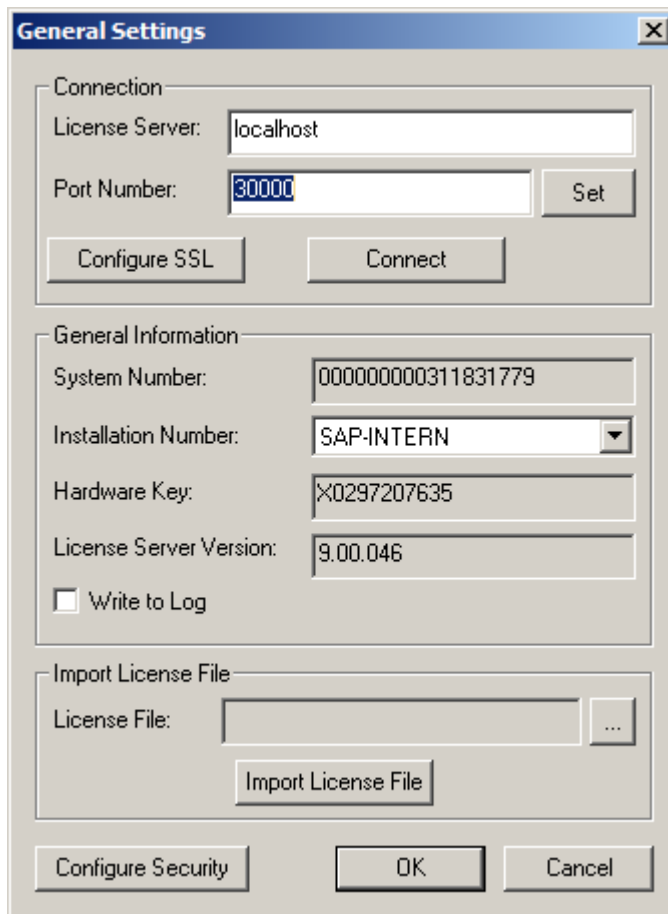 General Settings
Connection
License Server: localhost
Port Number: 30000 Set
Configure SSL Connect
General Information
System Number: 000000000311831779
Installation Number: SAP-INTERN
Hardware Key: X0297207635
License Server Version: 9.00.046
Write to Log
Import License File
License File: ...
Import License File
Configure Security OK Cancel